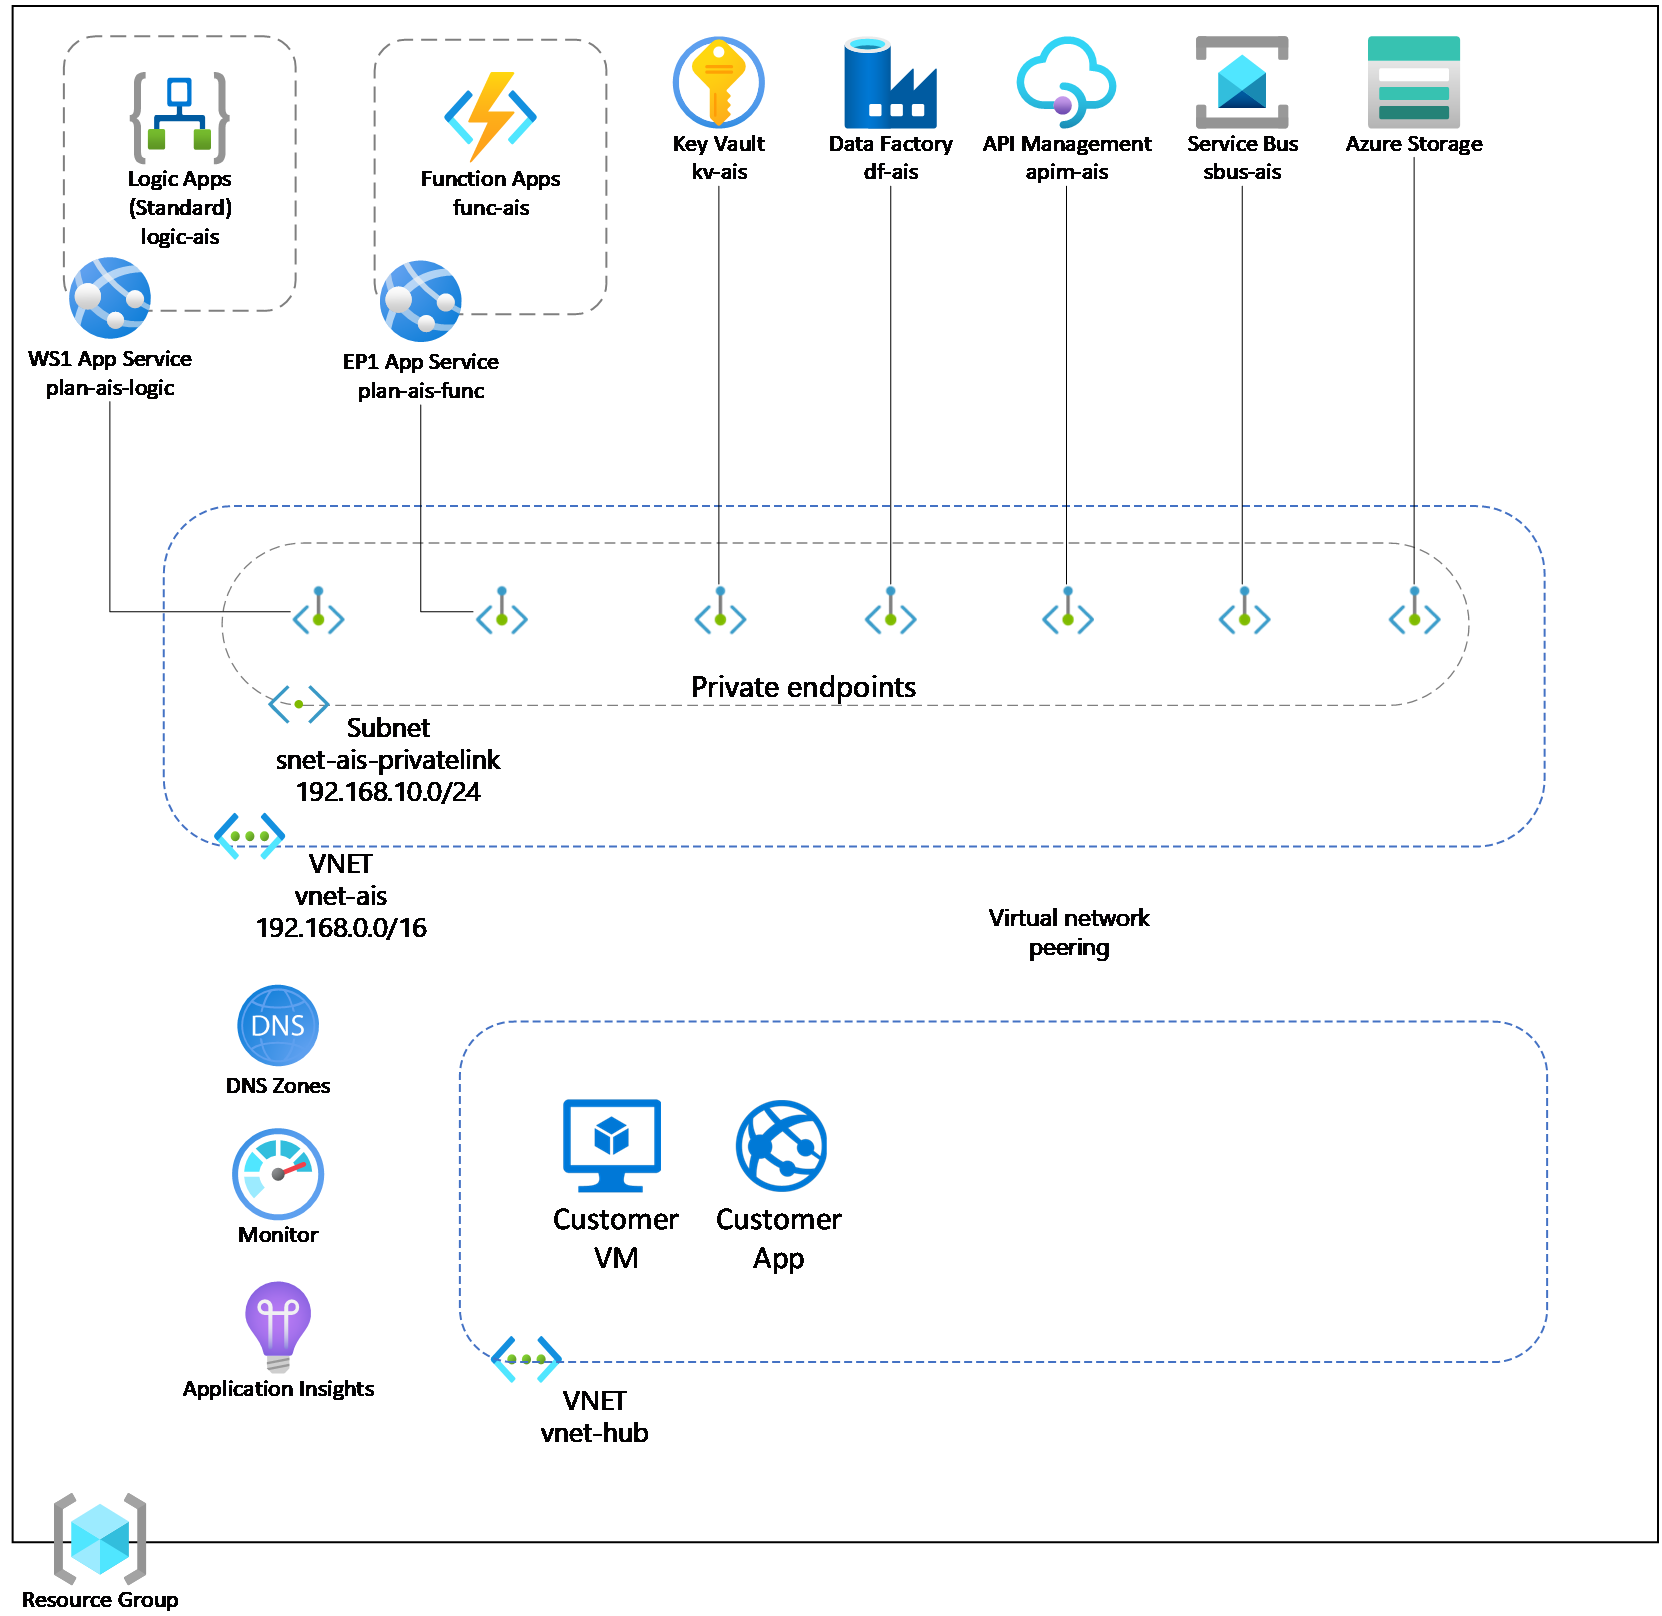 Logic Apps
(Standard)
logic-ais
Function Apps
func-ais
Key Vault
kv-ais
Data Factory
df-ais
API Management
apim-ais
Service Bus
sbus-ais
Azure Storage
WS1 App Service
plan-ais-logic
EP1 App Service
plan-ais-func
Private endpoints
Subnet
snet-ais-privatelink
192.168.10.0/24
VNET
vnet-ais
192.168.0.0/16
Virtual network
peering
DNS
DNS Zones
Monitor
Application Insights
Customer
VM
Customer
App
VNET
vnet-hub
Resource Group